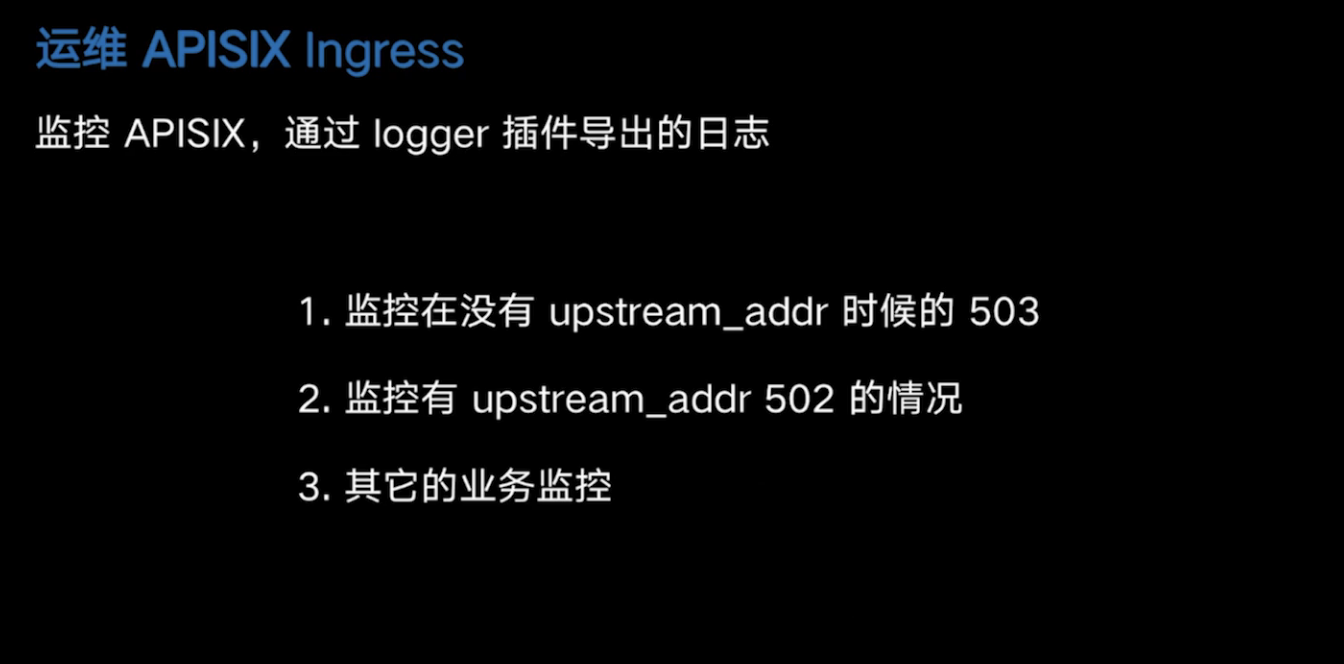 运维 APISIX Ingress
监控 APISIX，通过 logger 插件导出的日志
1. 监控在没有 upstream_addr 时候的 503
2. 监控有 upstream_addr 502 的情况
3. 其它的业务监控